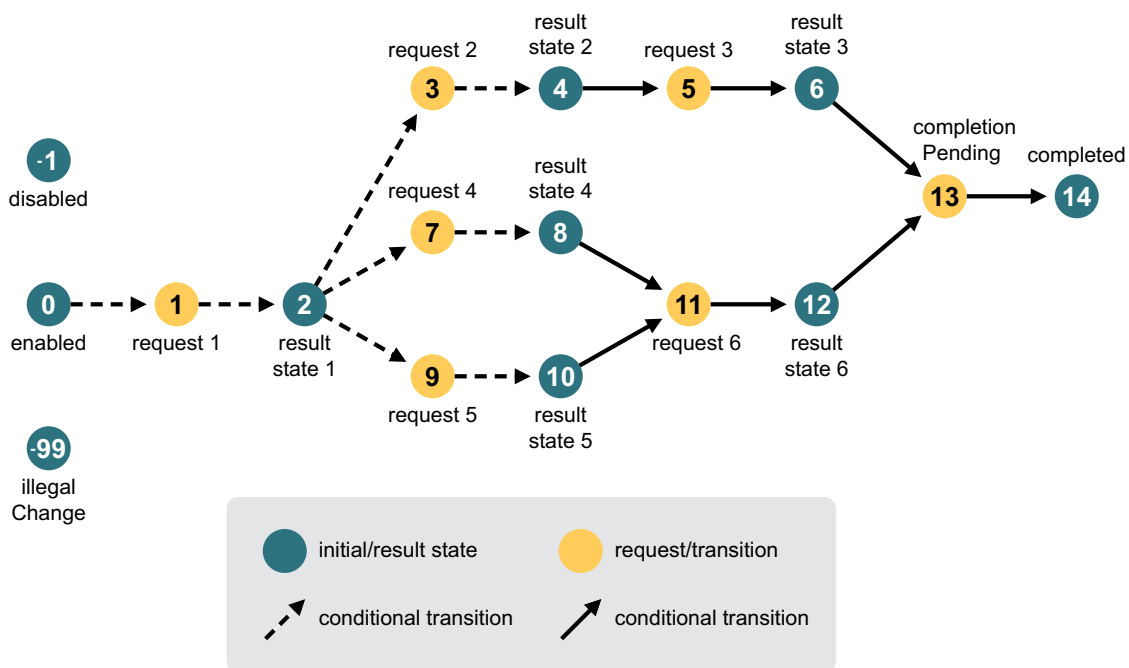 request 2
result
state 2
request 3
result
state 3
3
4
5
6
completion
Pending
completed
-1
disabled
request 4
result
state 4
7
8
13
14
0
enabled
1
request 1
2
result
state 1
11
request 6
12
result
state 6
9
request 5
10
result
state 5
-99
illegal
Change
initial/result state
request/transition
conditional transition
conditional transition